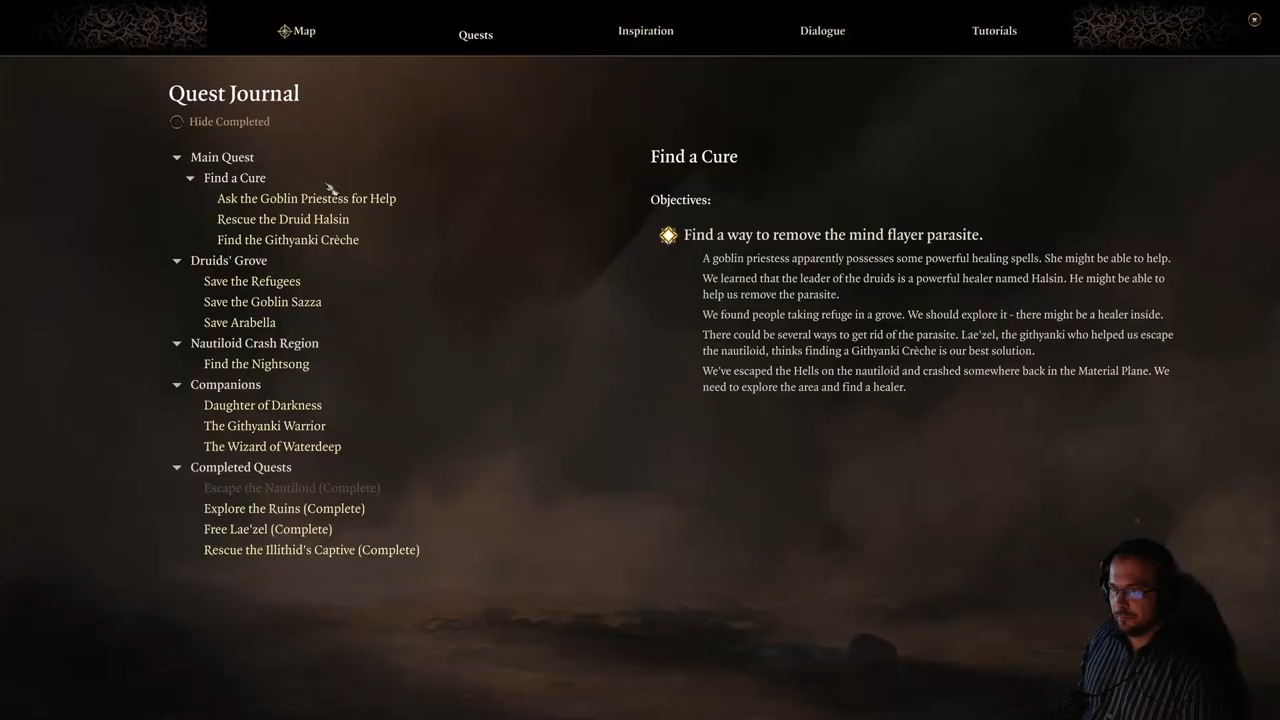 Map
Quests
Inspiration
Dialogue
Tutorials
Quest Journal
Hide Completed
Main Quest
Find a Cure
Ask the Goblin Priestess for Help
Rescue the Druid Halsin
Find the Githyanki Crèche
Druids' Grove
Save the Refugees
Save the Goblin Sazza
Save Arabella
Nautiloid Crash Region
Find the Nightsong
Companions
Daughter of Darkness
The Githyanki Warrior
The Wizard of Waterdeep
Completed Quests
Escape the Nautiloid (Complete)
Explore the Ruins (Complete)
Free Lae'zel (Complete)
Rescue the Illithid's Captive (Complete)
Find a Cure
Objectives:
Find a way to remove the mind flayer parasite.
A goblin priestess apparently possesses some powerful healing spells. She might be able to help.
We learned that the leader of the druids is a powerful healer named Halsin. He might be able to
help us remove the parasite.
We found people taking refuge in a grove. We should explore it - there might be a healer inside.
There could be several ways to get rid of the parasite. Lae'zel, the githyanki who helped us escape
the nautiloid, thinks finding a Githyanki Crèche is our best solution.
We've escaped the Hells on the nautiloid and crashed somewhere back in the Material Plane. We
need to explore the area and find a healer.